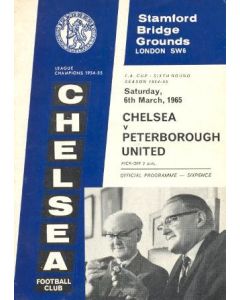 Stamford
Bridge
Grounds
LONDON SW6
LEAGUE
CHAMPIONS 1954-55
F.A. CUP - SIXTH ROUND
SEASON 1964-65
Saturday,
6th March, 1965
CHELSEA
v
PETERBOROUGH
UNITED
KICK-OFF 3 p.m.
OFFICIAL PROGRAMME — SIXPENCE
CHELSEA
FOOTBALL
CLUB